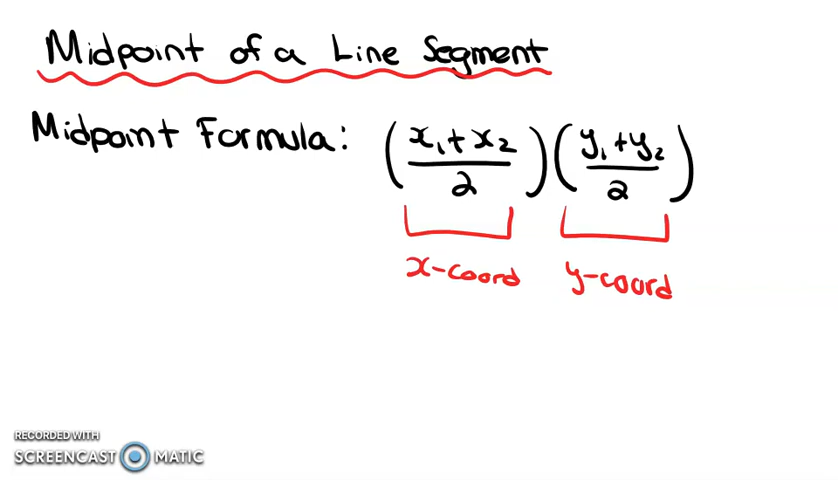 Midpoint of a Line Segment
Midpoint Formula: ((x₁+x₂)/2)((y₁+y₂)/2)
x-coord y-coord
RECORDED WITH
SCREENCAST MATIC